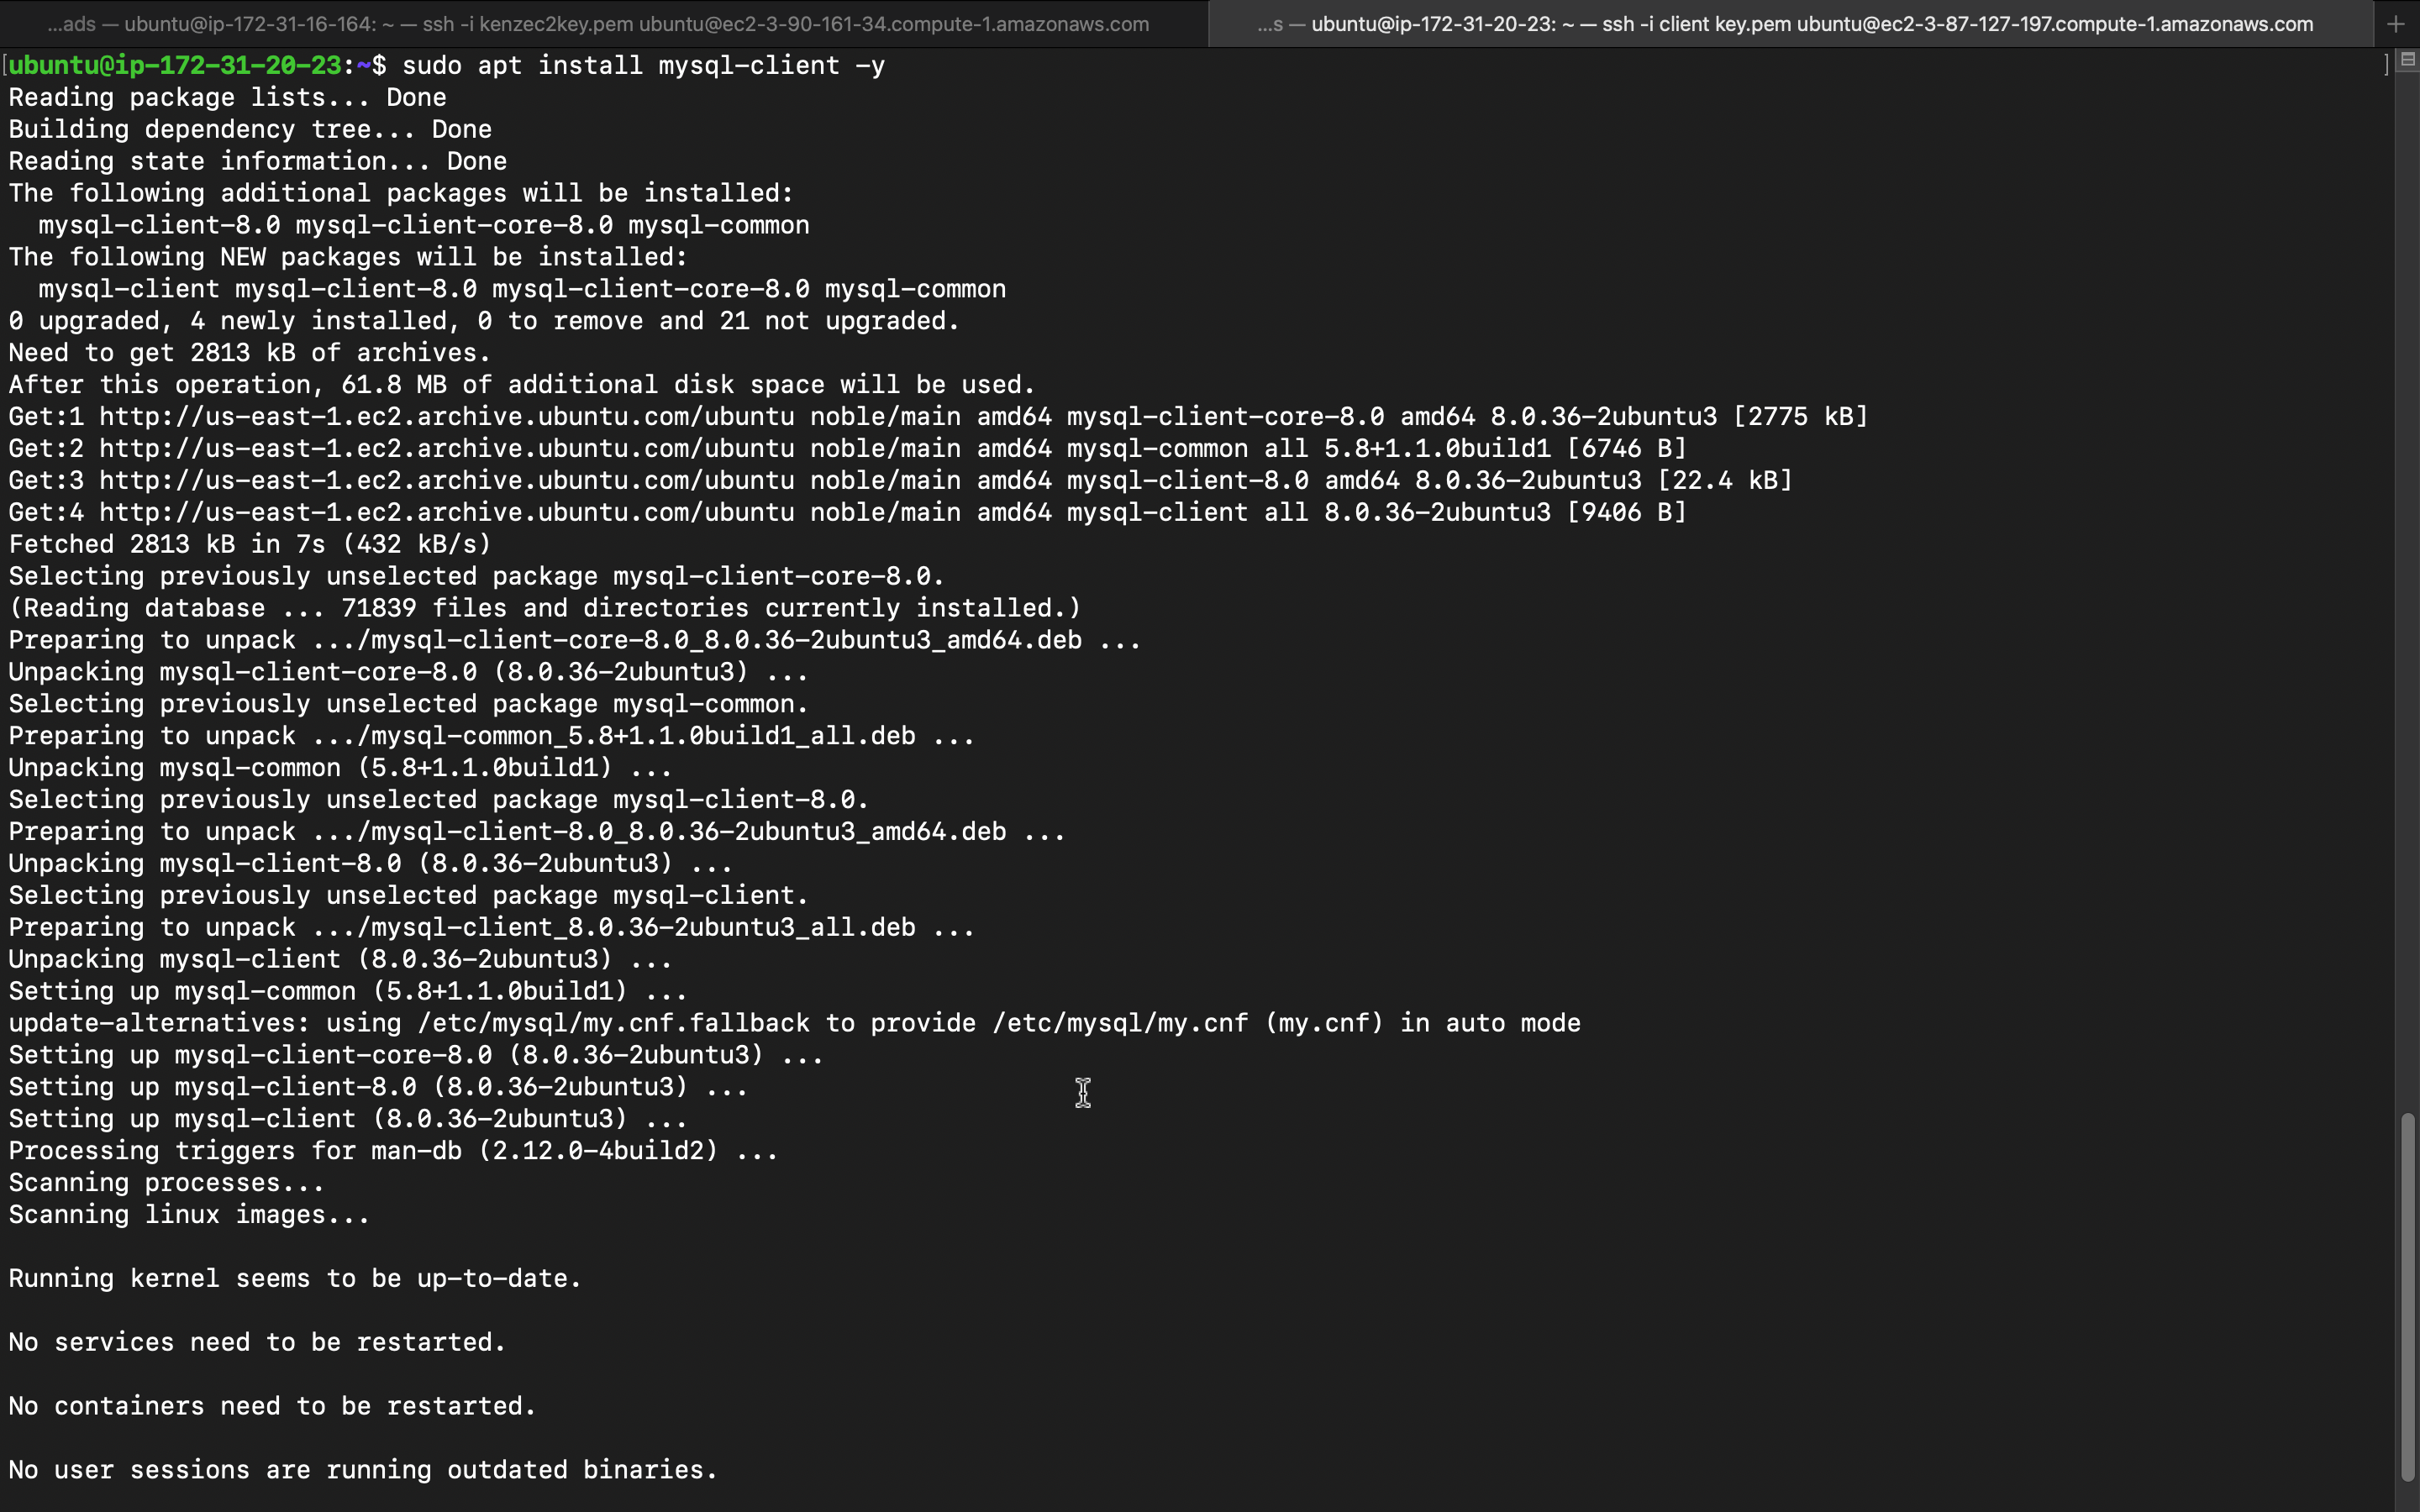 ...ads — ubuntu@ip-172-31-16-164: ~ — ssh -i kenzec2key.pem ubuntu@ec2-3-90-161-34.compute-1.amazonaws.com
...s — ubuntu@ip-172-31-20-23: ~ — ssh -i client key.pem ubuntu@ec2-3-87-127-197.compute-1.amazonaws.com
[ubuntu@ip-172-31-20-23:~$ sudo apt install mysql-client -y ]
Reading package lists... Done
Building dependency tree... Done
Reading state information... Done
The following additional packages will be installed:
  mysql-client-8.0 mysql-client-core-8.0 mysql-common
The following NEW packages will be installed:
  mysql-client mysql-client-8.0 mysql-client-core-8.0 mysql-common
0 upgraded, 4 newly installed, 0 to remove and 21 not upgraded.
Need to get 2813 kB of archives.
After this operation, 61.8 MB of additional disk space will be used.
Get:1 http://us-east-1.ec2.archive.ubuntu.com/ubuntu noble/main amd64 mysql-client-core-8.0 amd64 8.0.36-2ubuntu3 [2775 kB]
Get:2 http://us-east-1.ec2.archive.ubuntu.com/ubuntu noble/main amd64 mysql-common all 5.8+1.1.0build1 [6746 B]
Get:3 http://us-east-1.ec2.archive.ubuntu.com/ubuntu noble/main amd64 mysql-client-8.0 amd64 8.0.36-2ubuntu3 [22.4 kB]
Get:4 http://us-east-1.ec2.archive.ubuntu.com/ubuntu noble/main amd64 mysql-client all 8.0.36-2ubuntu3 [9406 B]
Fetched 2813 kB in 7s (432 kB/s)
Selecting previously unselected package mysql-client-core-8.0.
(Reading database ... 71839 files and directories currently installed.)
Preparing to unpack .../mysql-client-core-8.0_8.0.36-2ubuntu3_amd64.deb ...
Unpacking mysql-client-core-8.0 (8.0.36-2ubuntu3) ...
Selecting previously unselected package mysql-common.
Preparing to unpack .../mysql-common_5.8+1.1.0build1_all.deb ...
Unpacking mysql-common (5.8+1.1.0build1) ...
Selecting previously unselected package mysql-client-8.0.
Preparing to unpack .../mysql-client-8.0_8.0.36-2ubuntu3_amd64.deb ...
Unpacking mysql-client-8.0 (8.0.36-2ubuntu3) ...
Selecting previously unselected package mysql-client.
Preparing to unpack .../mysql-client_8.0.36-2ubuntu3_all.deb ...
Unpacking mysql-client (8.0.36-2ubuntu3) ...
Setting up mysql-common (5.8+1.1.0build1) ...
update-alternatives: using /etc/mysql/my.cnf.fallback to provide /etc/mysql/my.cnf (my.cnf) in auto mode
Setting up mysql-client-core-8.0 (8.0.36-2ubuntu3) ...
Setting up mysql-client-8.0 (8.0.36-2ubuntu3) ...
Setting up mysql-client (8.0.36-2ubuntu3) ...
Processing triggers for man-db (2.12.0-4build2) ...
Scanning processes...
Scanning linux images...
Running kernel seems to be up-to-date.
No services need to be restarted.
No containers need to be restarted.
No user sessions are running outdated binaries.